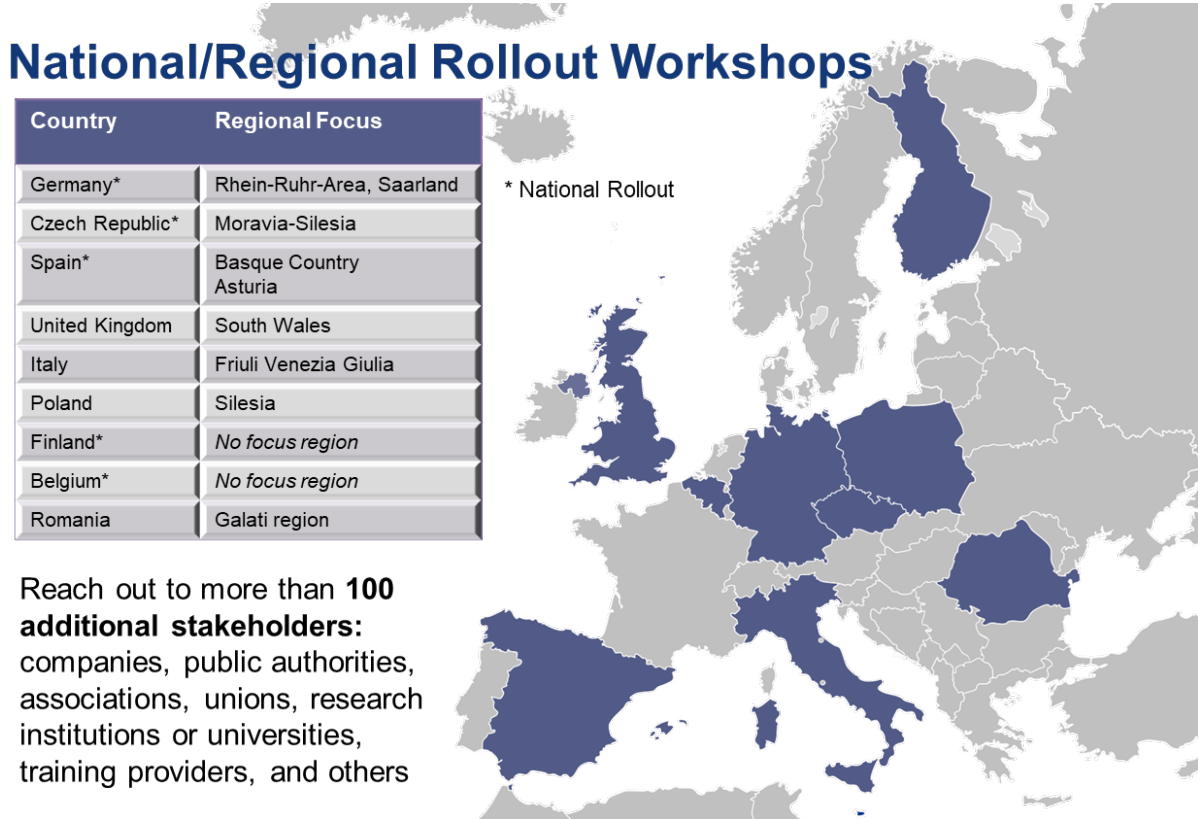 National/Regional Rollout Workshops
Country Regional Focus
Germany* Rhein-Ruhr-Area, Saarland
Czech Republic* Moravia-Silesia
Spain* Basque Country
Asturia
United Kingdom South Wales
Italy Friuli Venezia Giulia
Poland Silesia
Finland* No focus region
Belgium* No focus region
Romania Galati region
* National Rollout
Reach out to more than 100
additional stakeholders:
companies, public authorities,
associations, unions, research
institutions or universities,
training providers, and others